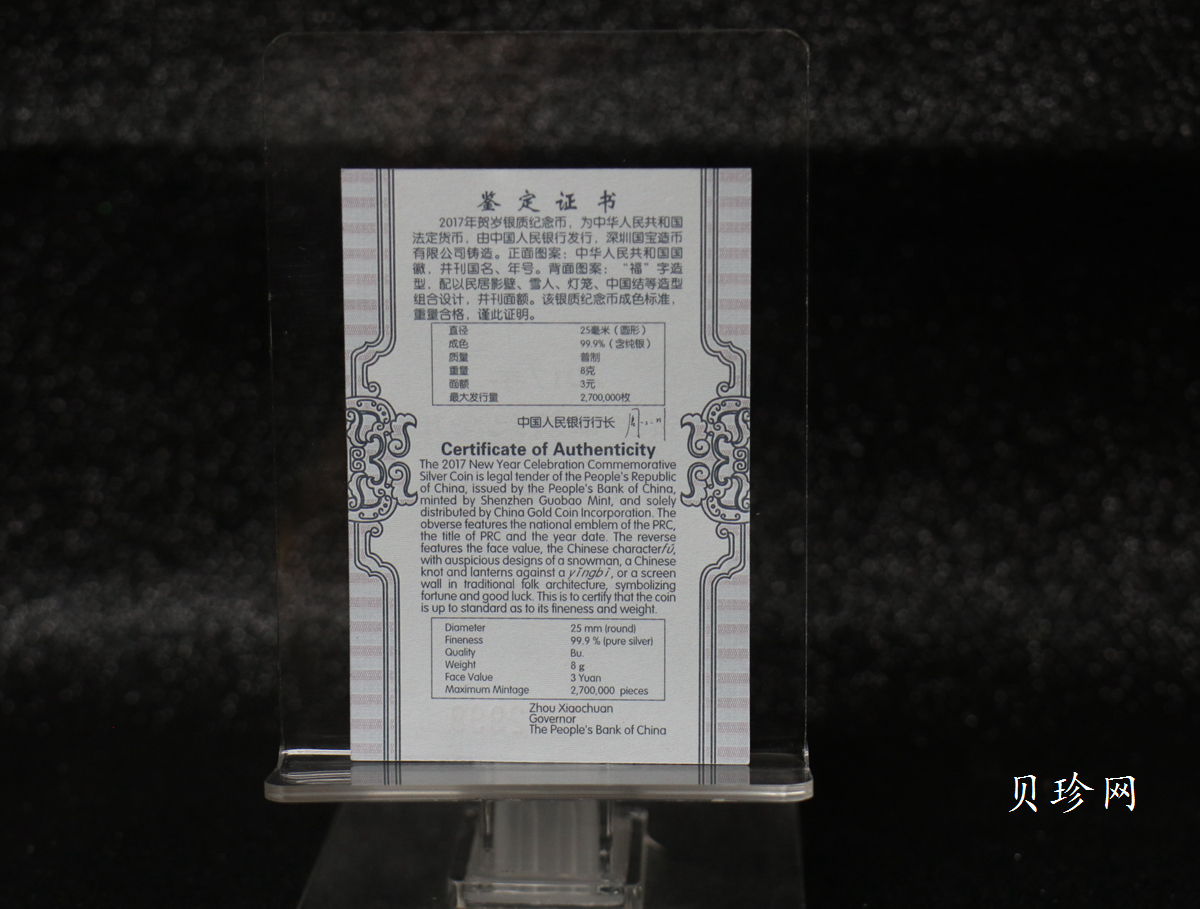 鉴定证书
2017年贺岁银质纪念币，为中华人民共和国
法定货币，由中国人民银行发行，深圳国宝造币
有限公司铸造。正面图案：中华人民共和国国
徽，并刊国名、年号。背面图案：“福”字造
型，配以民居影壁、雪人、灯笼、中国结等造型
组合设计，并刊面额。该银质纪念币成色标准，
重量合格，谨此证明。
直径 25毫米（圆形）
成色 99.9%（含纯银）
质量 普制
重量 8克
面额 3元
最大发行量 2,700,000枚
中国人民银行行长
Certificate of Authenticity
The 2017 New Year Celebration Commemorative
Silver Coin is legal tender of the People's Republic
of China, issued by the People's Bank of China,
minted by Shenzhen Guobao Mint, and solely
distributed by China Gold Coin Incorporation. The
obverse features the national emblem of the PRC,
the title of PRC and the year date. The reverse
features the face value, the Chinese character fú,
with auspicious designs of a snowman, a Chinese
knot and lanterns against a yǐngbì, or a screen
wall in traditional folk architecture, symbolizing
fortune and good luck. This is to certify that the coin
is up to standard as to its fineness and weight.
Diameter 25 mm (round)
Fineness 99.9 % (pure silver)
Quality Bu.
Weight 8 g
Face Value 3 Yuan
Maximum Mintage 2,700,000 pieces
Zhou Xiaochuan
Governor
The People's Bank of China
贝珍网